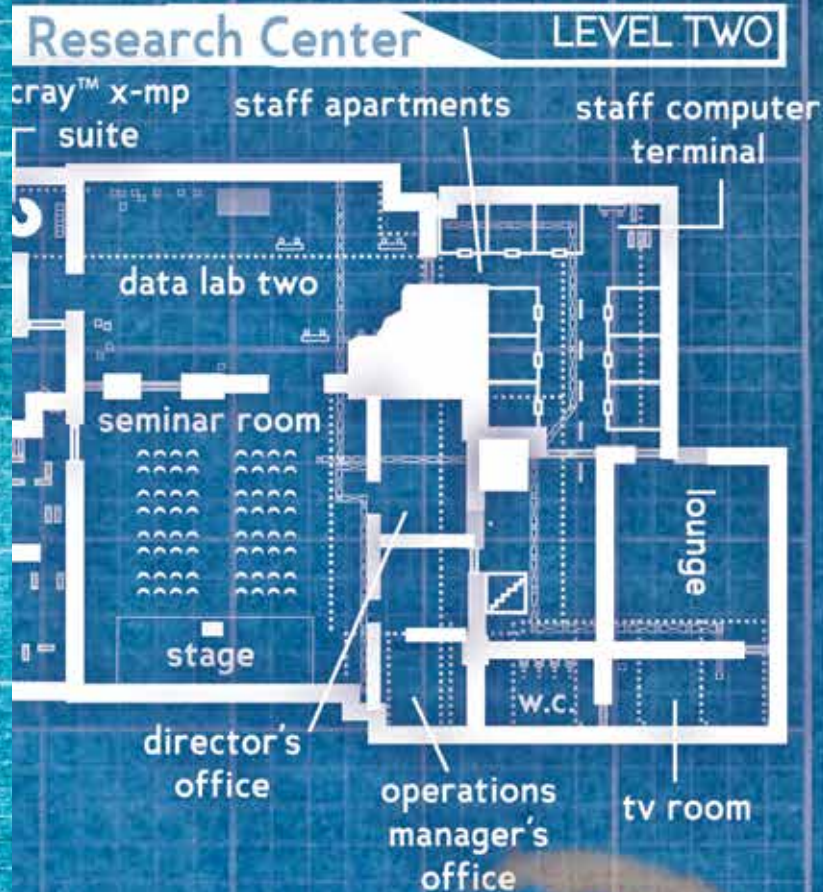 Research Center
LEVEL TWO
cray™ x-mp
suite
staff apartments
staff computer
terminal
data lab two
seminar room
lounge
stage
w.c.
director's
office
operations
manager's
office
tv room